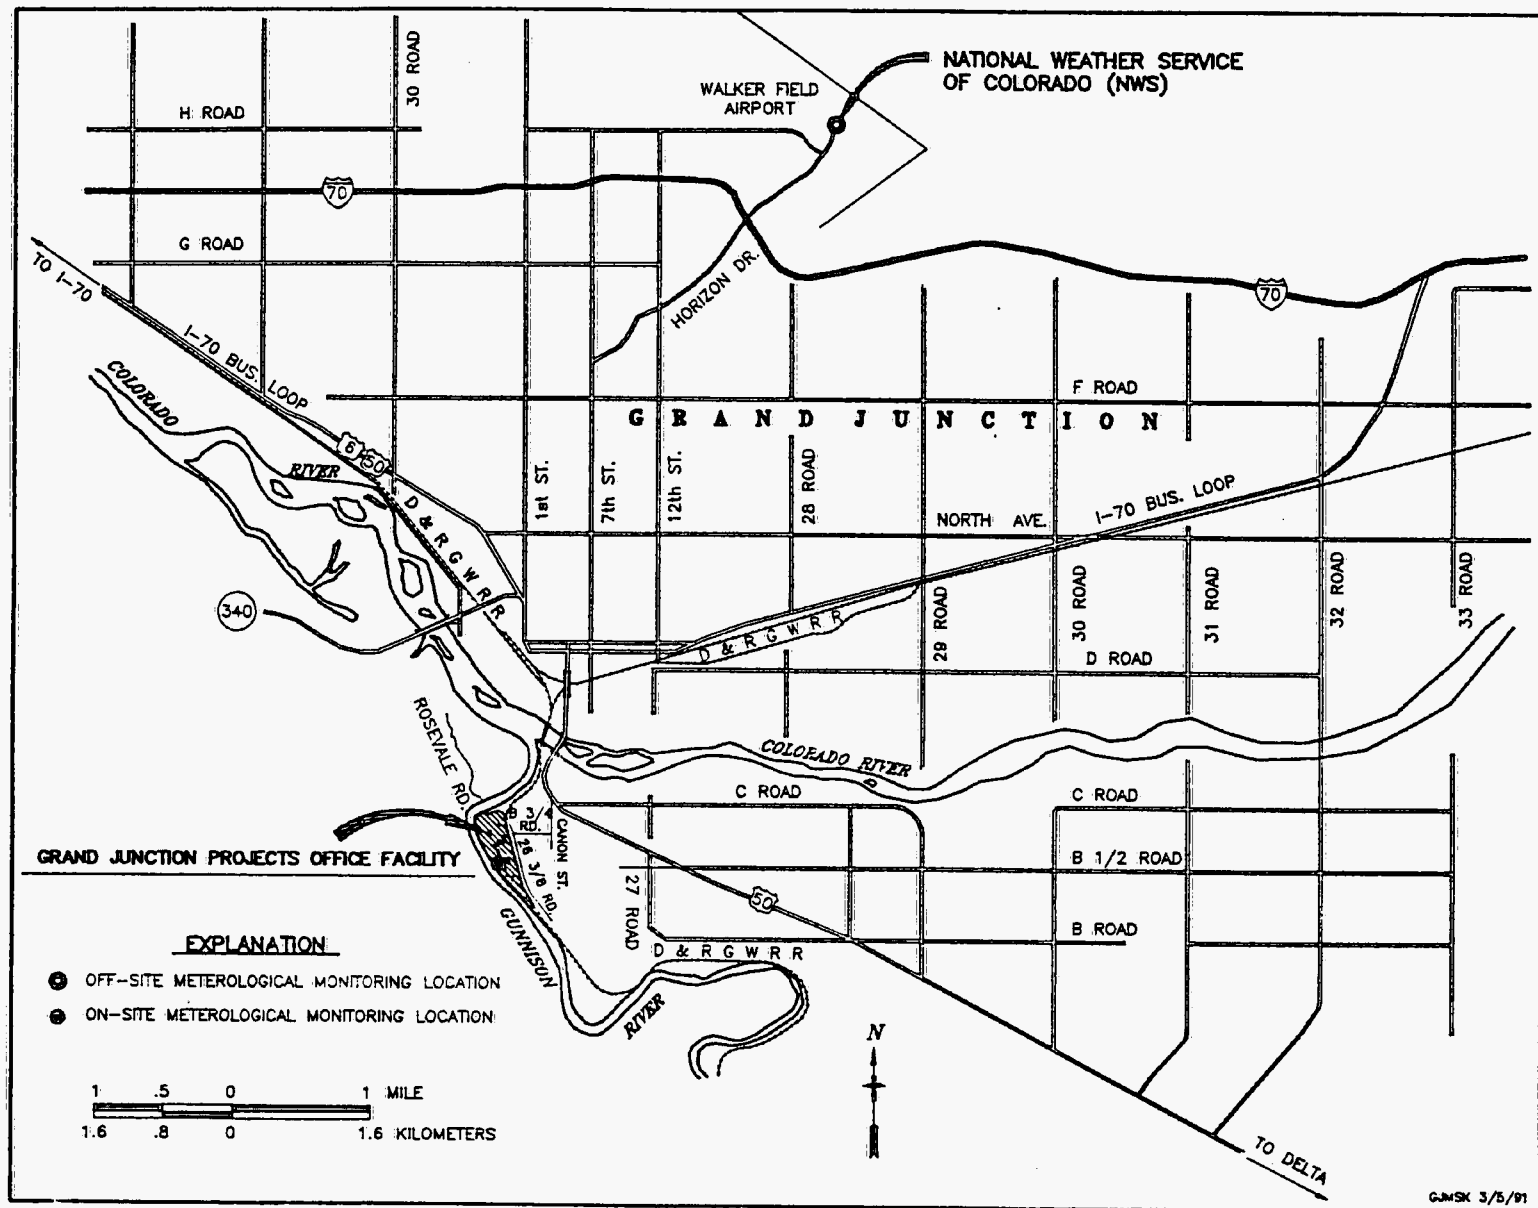 NATIONAL WEATHER SERVICE
OF COLORADO (NWS)
WALKER FIELD
AIRPORT
30 ROAD
H ROAD
70
G ROAD
TO I-70
HORIZON DR.
70
I-70 BUS. LOOP
COLORADO
RIVER
F ROAD
GRAND JUNCTION
6
50
D & R G W R R
1st ST.
7th ST.
12th ST.
28 ROAD
NORTH AVE.
I-70 BUS. LOOP
29 ROAD
30 ROAD
31 ROAD
32 ROAD
33 ROAD
340
D & R G W R R
D ROAD
ROSEVALE RD.
COLORADO RIVER
C ROAD
C ROAD
B 3/4
RD.
CANON ST.
26 3/8 RD.
GRAND JUNCTION PROJECTS OFFICE FACILITY
B 1/2 ROAD
27 ROAD
50
B ROAD
GUNNISON
RIVER
D & R G W R R
EXPLANATION
OFF-SITE METEROLOGICAL MONITORING LOCATION
ON-SITE METEROLOGICAL MONITORING LOCATION
N
1 .5 0 1 MILE
1.6 .8 0 1.6 KILOMETERS
TO DELTA
GJMSK 3/5/91